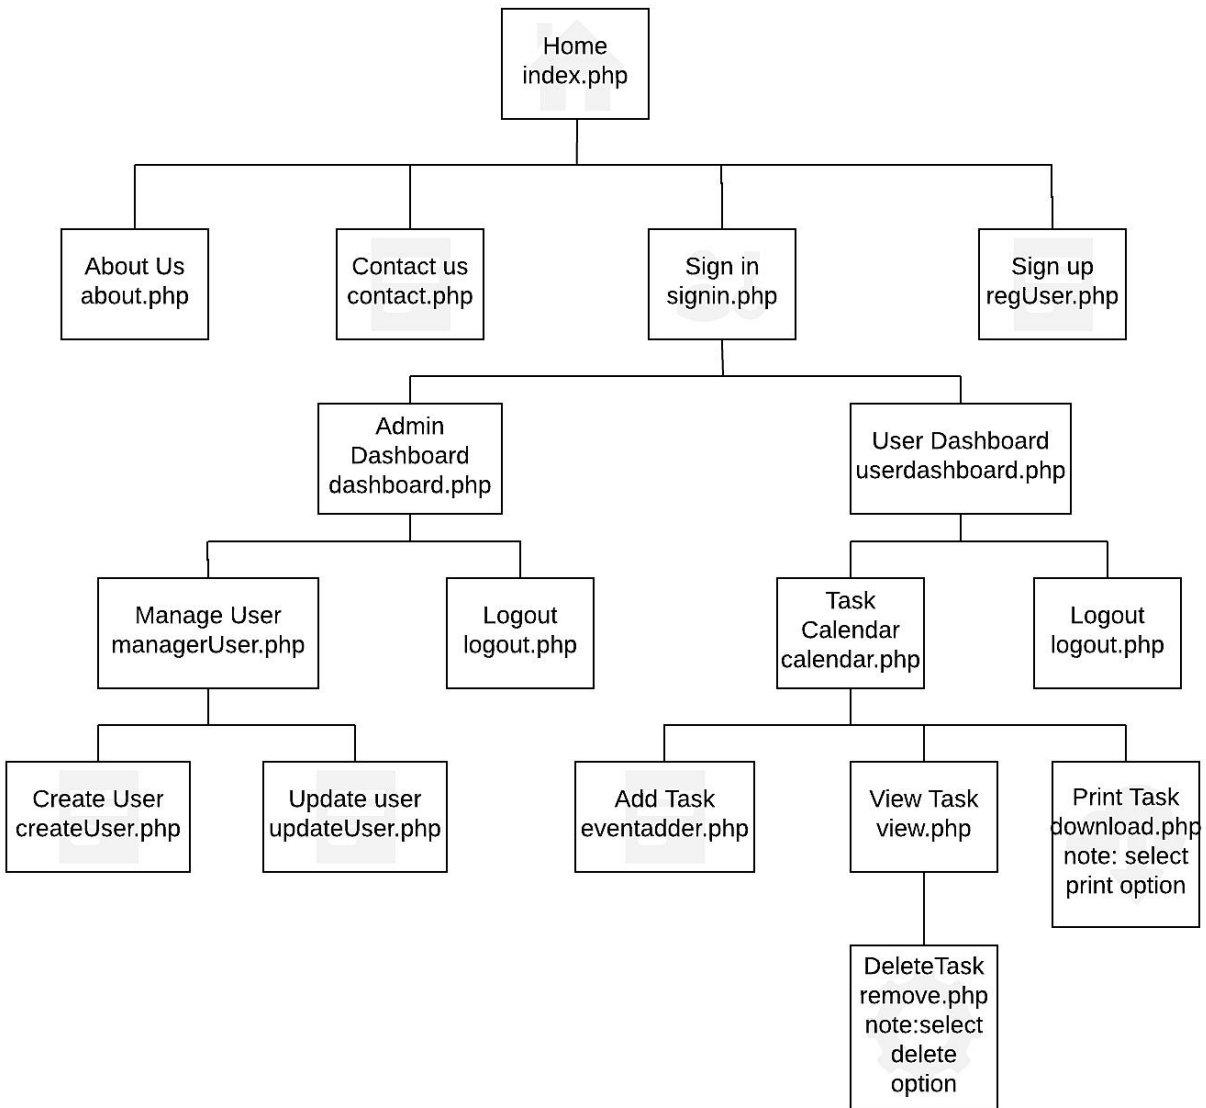 Home
index.php
About Us
about.php
Contact us
contact.php
Sign in
signin.php
Sign up
regUser.php
Admin
Dashboard
dashboard.php
User Dashboard
userdashboard.php
Manage User
managerUser.php
Logout
logout.php
Task
Calendar
calendar.php
Logout
logout.php
Create User
createUser.php
Update user
updateUser.php
Add Task
eventadder.php
View Task
view.php
Print Task
download.php
note: select
print option
DeleteTask
remove.php
note:select
delete
option